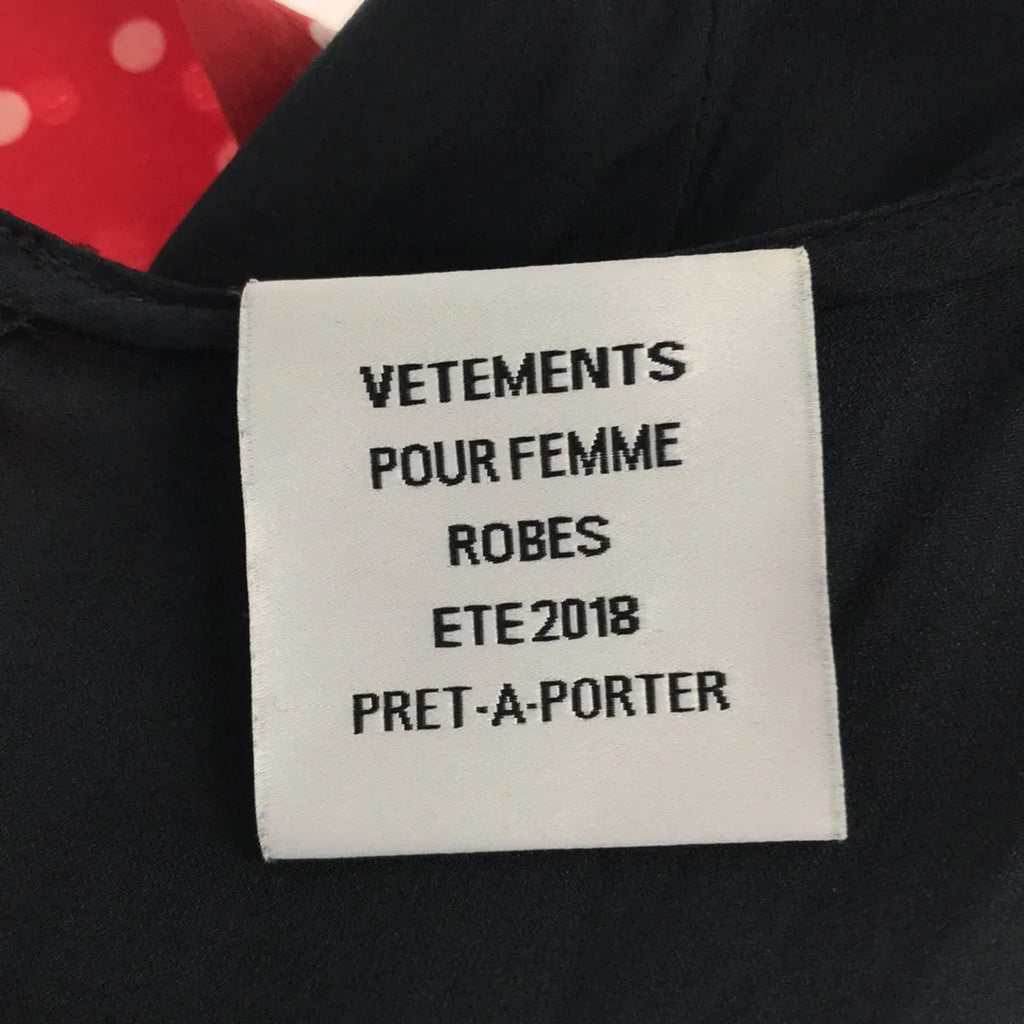 VETEMENTS
POUR FEMME
ROBES
ETE 2018
PRET-A-PORTER